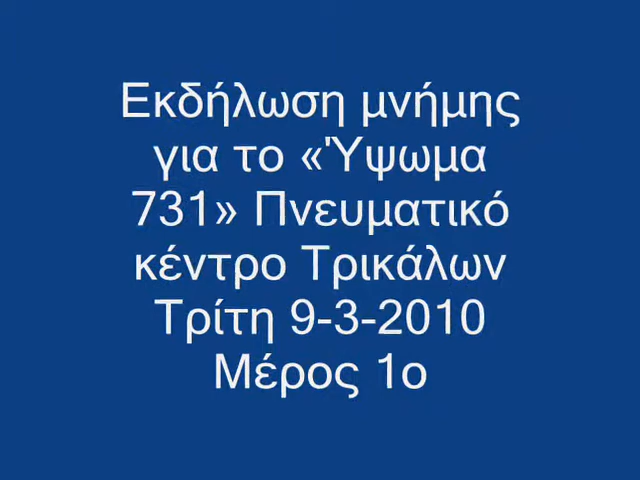 Εκδήλωση μνήμης
για το «Ύψωμα
731» Πνευματικό
κέντρο Τρικάλων
Τρίτη 9-3-2010
Μέρος 1ο